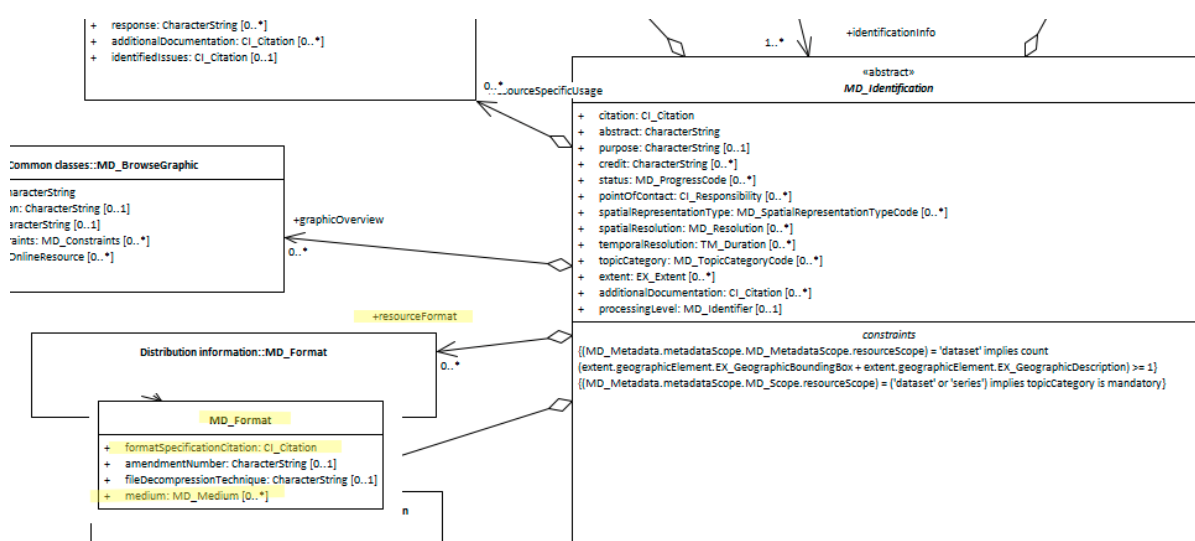 + response: CharacterString [0..*]
+ additionalDocumentation: CI_Citation [0..*]
+ identifiedIssues: CI_Citation [0..1]
+identificationInfo
1..*
0..*
ourceSpecificUsage
«abstract»
MD_Identification
+ citation: CI_Citation
+ abstract: CharacterString
+ purpose: CharacterString [0..1]
+ credit: CharacterString [0..*]
+ status: MD_ProgressCode [0..*]
+ pointOfContact: CI_Responsibility [0..*]
+ spatialRepresentationType: MD_SpatialRepresentationTypeCode [0..*]
+ spatialResolution: MD_Resolution [0..*]
+ temporalResolution: TM_Duration [0..*]
+ topicCategory: MD_TopicCategoryCode [0..*]
+ extent: EX_Extent [0..*]
+ additionalDocumentation: CI_Citation [0..*]
+ processingLevel: MD_Identifier [0..1]
constraints
{(MD_Metadata.metadataScope.MD_MetadataScope.resourceScope) = 'dataset' implies count
(extent.geographicElement.EX_GeographicBoundingBox + extent.geographicElement.EX_GeographicDescription) >= 1}
{(MD_Metadata.metadataScope.MD_Scope.resourceScope) = ('dataset' or 'series') implies topicCategory is mandatory}
Common classes::MD_BrowseGraphic
haracterString
on: CharacterString [0..1]
aracterString [0..1]
raints: MD_Constraints [0..*]
OnlineResource [0..*]
+graphicOverview
0..*
+resourceFormat
0..*
Distribution information::MD_Format
MD_Format
+ formatSpecificationCitation: CI_Citation
+ amendmentNumber: CharacterString [0..1]
+ fileDecompressionTechnique: CharacterString [0..1]
+ medium: MD_Medium [0..*]
n